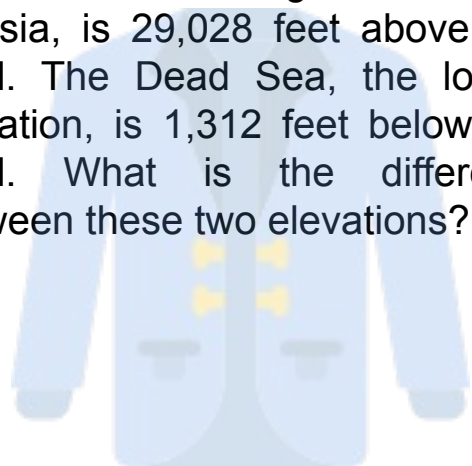 sia, is 29,028 feet above
. The Dead Sea, the lo
ation, is 1,312 feet below
. What is the differ
ween these two elevations?